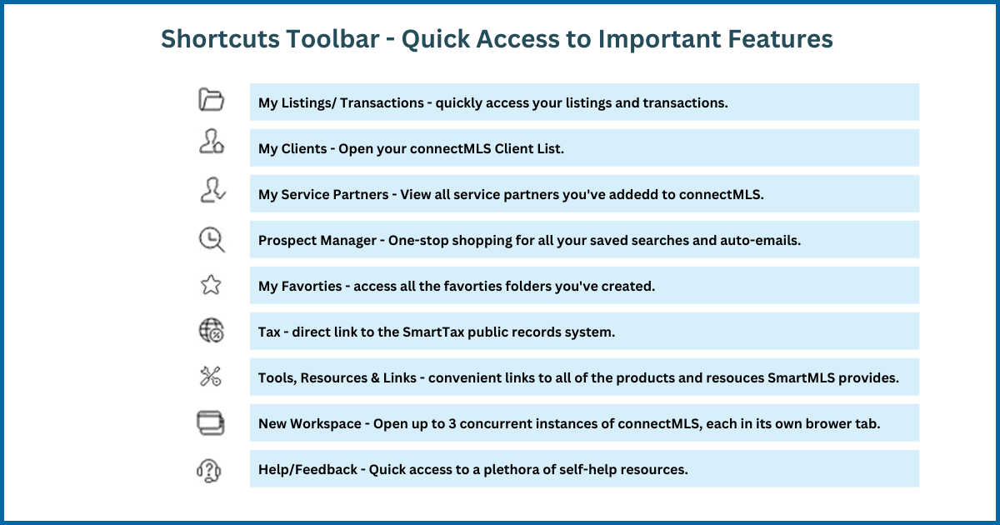 Shortcuts Toolbar - Quick Access to Important Features
My Listings/ Transactions - quickly access your listings and transactions.
My Clients - Open your connectMLS Client List.
My Service Partners - View all service partners you've addedd to connectMLS.
Prospect Manager - One-stop shopping for all your saved searches and auto-emails.
My Favorties - access all the favorties folders you've created.
Tax - direct link to the SmartTax public records system.
Tools, Resources & Links - convenient links to all of the products and resouces SmartMLS provides.
New Workspace - Open up to 3 concurrent instances of connectMLS, each in its own brower tab.
Help/Feedback - Quick access to a plethora of self-help resources.